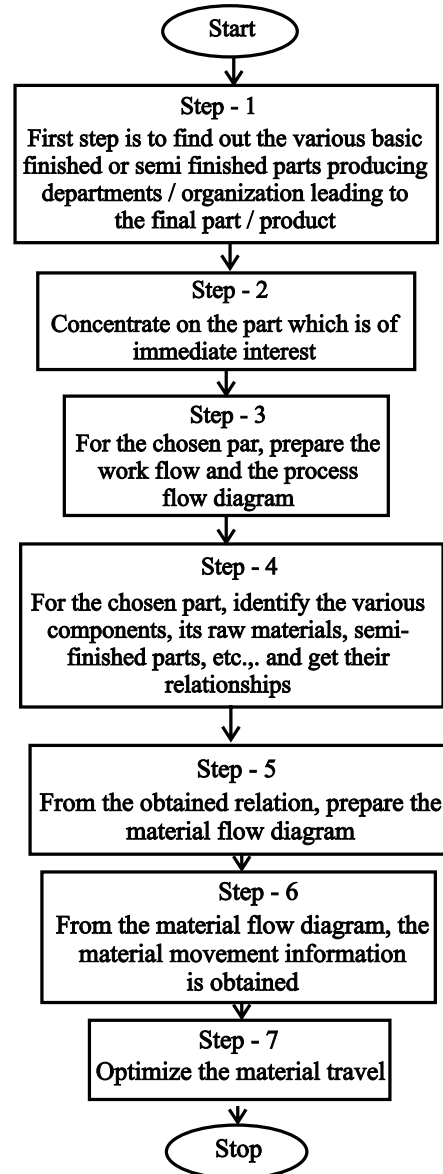 Start
Step - 1
First step is to find out the various basic
finished or semi finished parts producing
departments / organization leading to
the final part / product
Step - 2
Concentrate on the part which is of
immediate interest
Step - 3
For the chosen par, prepare the
work flow and the process
flow diagram
Step - 4
For the chosen part, identify the various
components, its raw materials, semi-
finished parts, etc.,. and get their
relationships
Step - 5
From the obtained relation, prepare the
material flow diagram
Step - 6
From the material flow diagram, the
material movement information
is obtained
Step - 7
Optimize the material travel
Stop